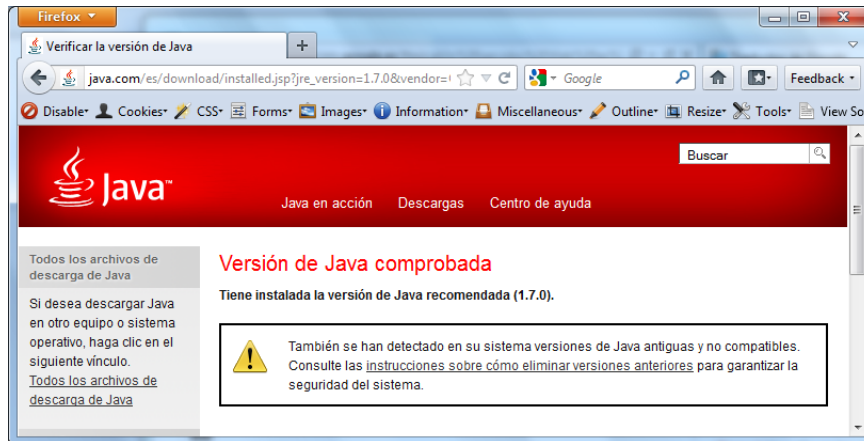 Firefox
Verificar la versión de Java
java.com/es/download/installed.jsp?jre_version=1.7.0&vendor=
Google
Feedback
Disable Cookies CSS Forms Images Information Miscellaneous Outline Resize Tools View So
Buscar
Java™
Java en acción Descargas Centro de ayuda
Todos los archivos de
descarga de Java
Si desea descargar Java
en otro equipo o sistema
operativo, haga clic en el
siguiente vínculo.
Todos los archivos de
descarga de Java
Versión de Java comprobada
Tiene instalada la versión de Java recomendada (1.7.0).
También se han detectado en su sistema versiones de Java antiguas y no compatibles.
Consulte las instrucciones sobre cómo eliminar versiones anteriores para garantizar la
seguridad del sistema.